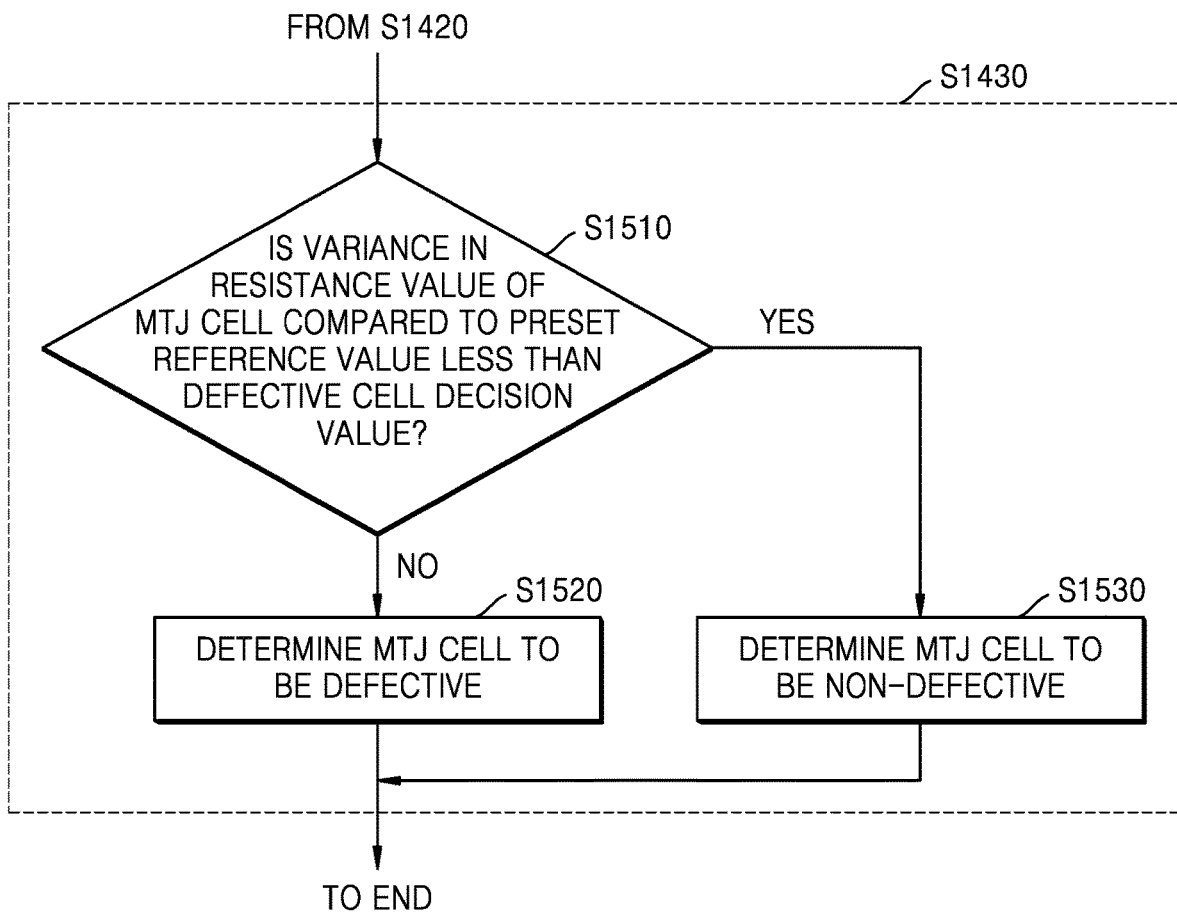 FROM S1420
S1430
IS VARIANCE IN
RESISTANCE VALUE OF
MTJ CELL COMPARED TO PRESET
REFERENCE VALUE LESS THAN
DEFECTIVE CELL DECISION
VALUE?
S1510
YES
NO
S1520
DETERMINE MTJ CELL TO
BE DEFECTIVE
S1530
DETERMINE MTJ CELL TO
BE NON-DEFECTIVE
TO END